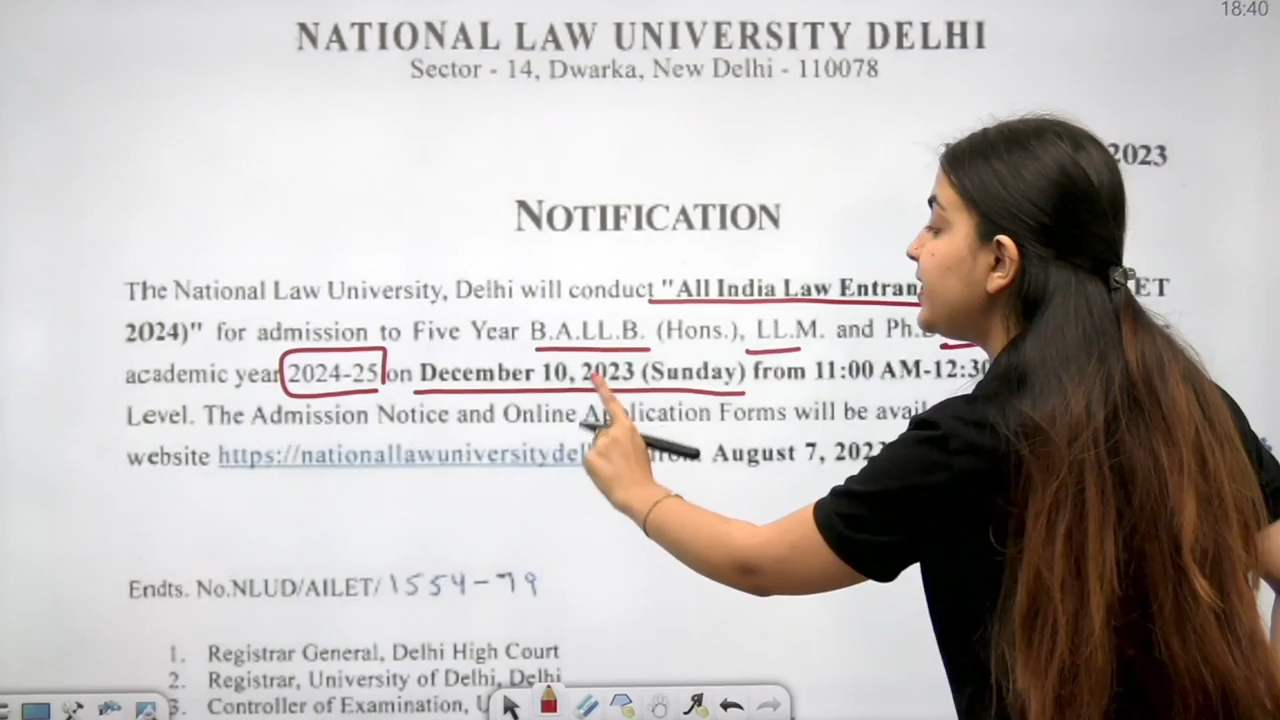 18:40
NATIONAL LAW UNIVERSITY DELHI
Sector - 14, Dwarka, New Delhi - 110078
2023
NOTIFICATION
The National Law University, Delhi will conduct "All India Law Entran ET
2024)" for admission to Five Year B.A.LL.B. (Hons.), LL.M. and Ph.D
academic year 2024-25 on December 10, 2023 (Sunday) from 11:00 AM-12:30
Level. The Admission Notice and Online Application Forms will be avail
website https://nationallawuniversitydel from August 7, 202
Endts. No.NLUD/AILET/1554-79
1. Registrar General, Delhi High Court
2. Registrar, University of Delhi, Delhi
3. Controller of Examination, U